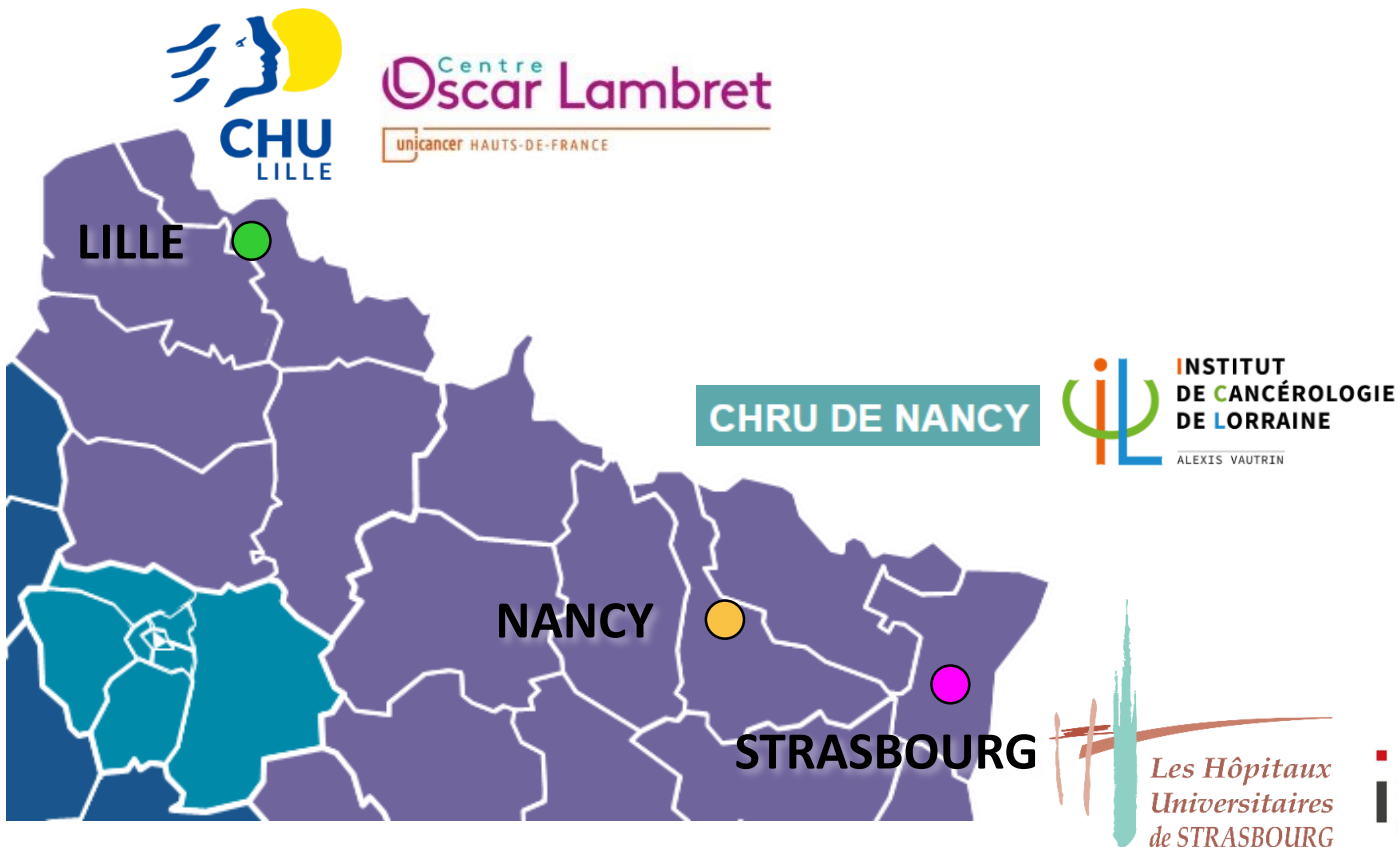 CHU
LILLE
Centre
Oscar Lambret
unicancer HAUTS-DE-FRANCE
LILLE
CHRU DE NANCY
iL
INSTITUT
DE CANCÉROLOGIE
DE LORRAINE
ALEXIS VAUTRIN
NANCY
STRASBOURG
Les Hôpitaux
Universitaires
de STRASBOURG
i